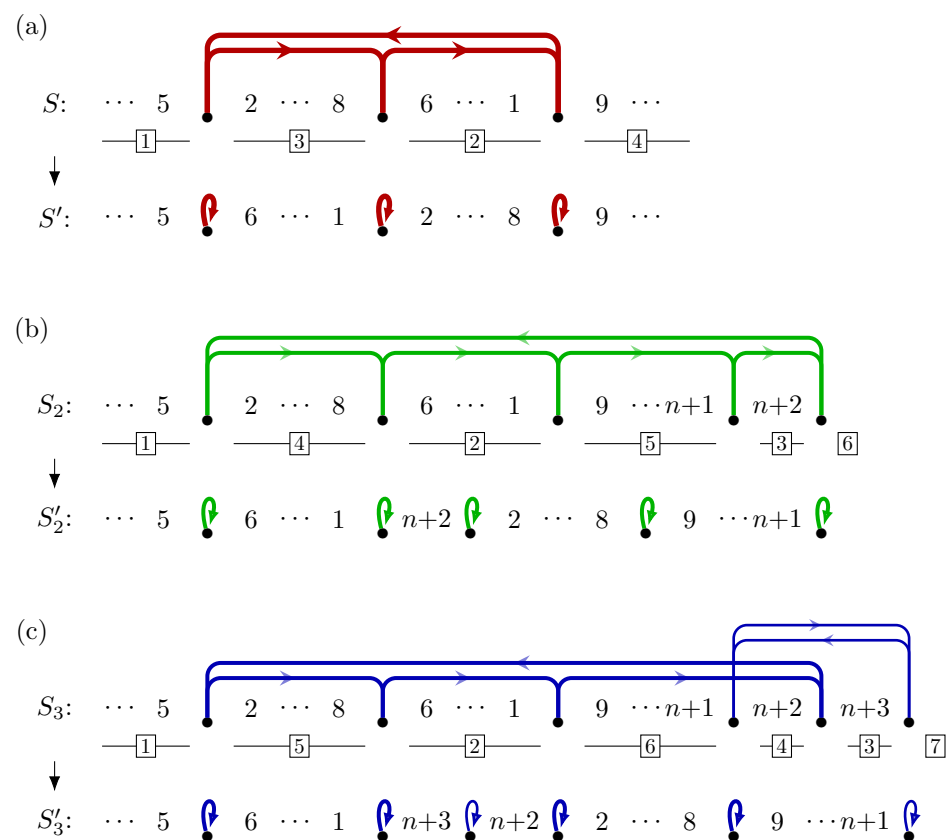 (a)
S: ··· 5 2 ··· 8 6 ··· 1 9 ···
1 3 2 4
S′: ··· 5 6 ··· 1 2 ··· 8 9 ···
(b)
S₂: ··· 5 2 ··· 8 6 ··· 1 9 ··· n+1 n+2
1 4 2 5 3 6
S′₂: ··· 5 6 ··· 1 n+2 2 ··· 8 9 ··· n+1
(c)
S₃: ··· 5 2 ··· 8 6 ··· 1 9 ··· n+1 n+2 n+3
1 5 2 6 4 3 7
S′₃: ··· 5 6 ··· 1 n+3 n+2 2 ··· 8 9 ··· n+1